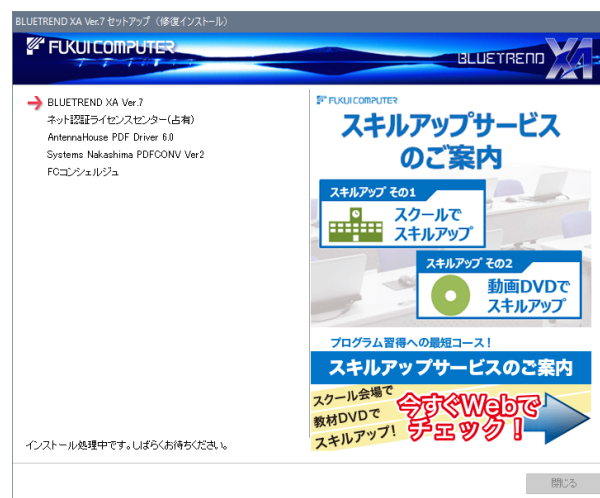 BLUETREND XA Ver.7 セットアップ（修復インストール）
FUKUI COMPUTER
BLUETREND XA
BLUETREND XA Ver.7
ネット認証ライセンスセンター(占有)
AntennaHouse PDF Driver 6.0
Systems Nakashima PDFCONV Ver2
FCコンシェルジュ
インストール処理中です。しばらくお待ちください。
FUKUI COMPUTER
スキルアップサービス
のご案内
スキルアップ その1
スクールで
スキルアップ
スキルアップ その2
動画DVDで
スキルアップ
プログラム習得への最短コース！
スキルアップサービスのご案内
スクール会場で
教材DVDで
スキルアップ！
今すぐWebで
チェック！
閉じる